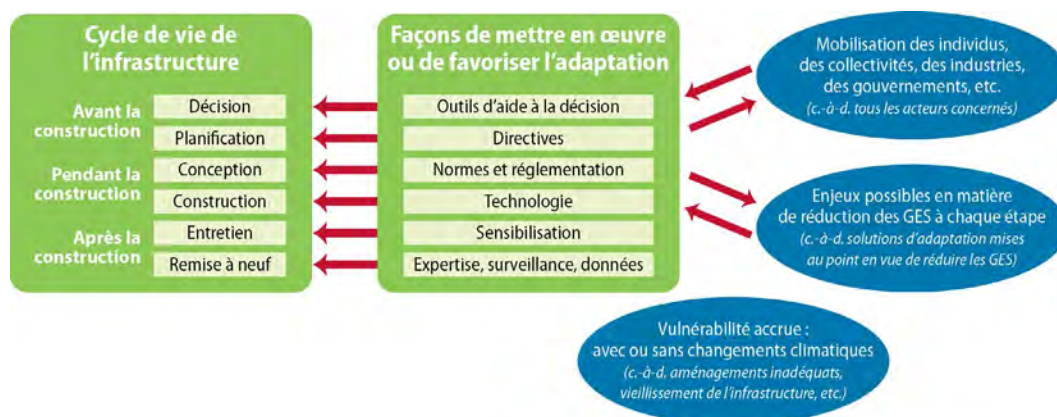 Cycle de vie de
l'infrastructure
Avant la
construction
Décision
Planification
Pendant la
construction
Conception
Construction
Après la
construction
Entretien
Remise à neuf
Façons de mettre en œuvre
ou de favoriser l'adaptation
Outils d'aide à la décision
Directives
Normes et réglementation
Technologie
Sensibilisation
Expertise, surveillance, données
Mobilisation des individus,
des collectivités, des industries,
des gouvernements, etc.
(c.-à-d. tous les acteurs concernés)
Enjeux possibles en matière
de réduction des GES à chaque étape
(c.-à-d. solutions d'adaptation mises
au point en vue de réduire les GES)
Vulnérabilité accrue :
avec ou sans changements climatiques
(c.-à-d. aménagements inadéquats,
vieillissement de l'infrastructure, etc.)